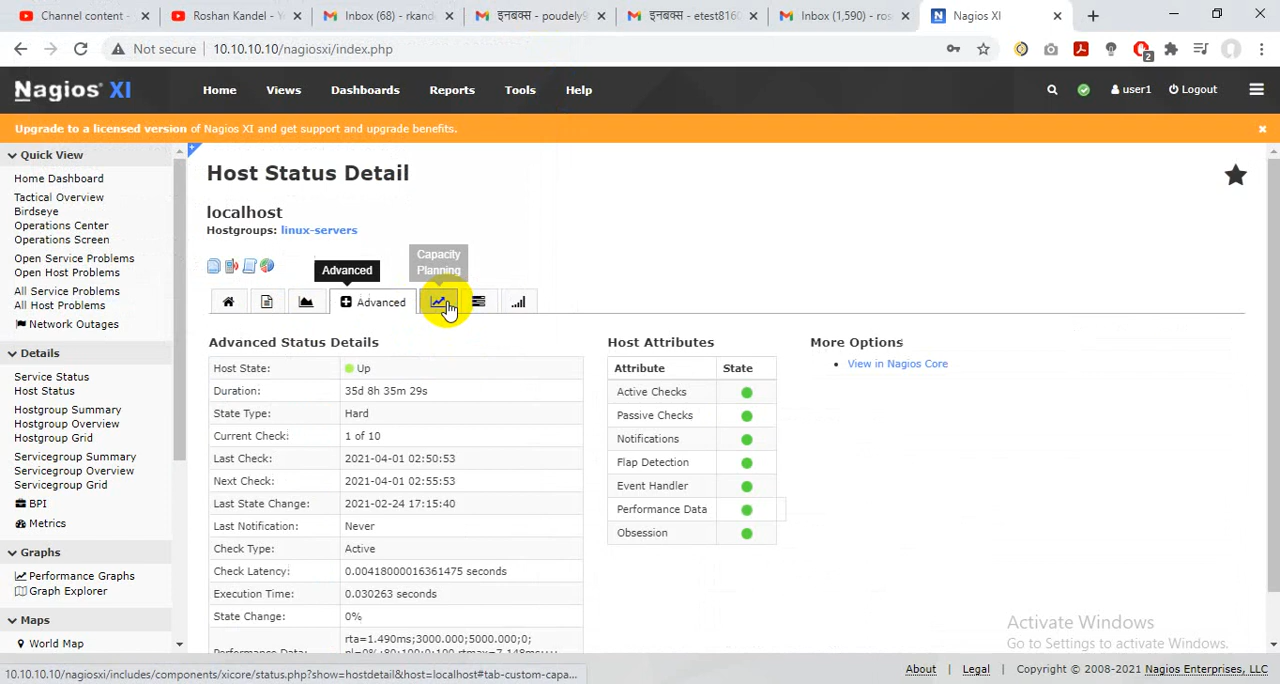 Channel content -
Roshan Kandel - Y
Inbox (68) - rkand
इनबक्स - poudely9
इनबक्स - etest8160
Inbox (1,590) - ros
Nagios XI
Not secure
10.10.10.10/nagiosxi/index.php
2
Nagios® XI
Home
Views
Dashboards
Reports
Tools
Help
user1
Logout
Upgrade to a licensed version of Nagios XI and get support and upgrade benefits.
Quick View
Home Dashboard
Tactical Overview
Birdseye
Operations Center
Operations Screen
Open Service Problems
Open Host Problems
All Service Problems
All Host Problems
Network Outages
Details
Service Status
Host Status
Hostgroup Summary
Hostgroup Overview
Hostgroup Grid
Servicegroup Summary
Servicegroup Overview
Servicegroup Grid
BPI
Metrics
Graphs
Performance Graphs
Graph Explorer
Maps
World Map
Host Status Detail
localhost
Hostgroups: linux-servers
Advanced
Capacity
Planning
Advanced
Advanced Status Details
Host State: Up
Duration: 35d 8h 35m 29s
State Type: Hard
Current Check: 1 of 10
Last Check: 2021-04-01 02:50:53
Next Check: 2021-04-01 02:55:53
Last State Change: 2021-02-24 17:15:40
Last Notification: Never
Check Type: Active
Check Latency: 0.00418000016361475 seconds
Execution Time: 0.030263 seconds
State Change: 0%
rta=1.490ms;3000.000;5000.000;0;
Host Attributes
Attribute State
Active Checks
Passive Checks
Notifications
Flap Detection
Event Handler
Performance Data
Obsession
More Options
View in Nagios Core
Activate Windows
Go to Settings to activate Windows.
10.10.10.10/nagiosxi/includes/components/xicore/status.php?show=hostdetail&host=localhost#tab-custom-capa...
About
Legal
Copyright © 2008-2021 Nagios Enterprises, LLC